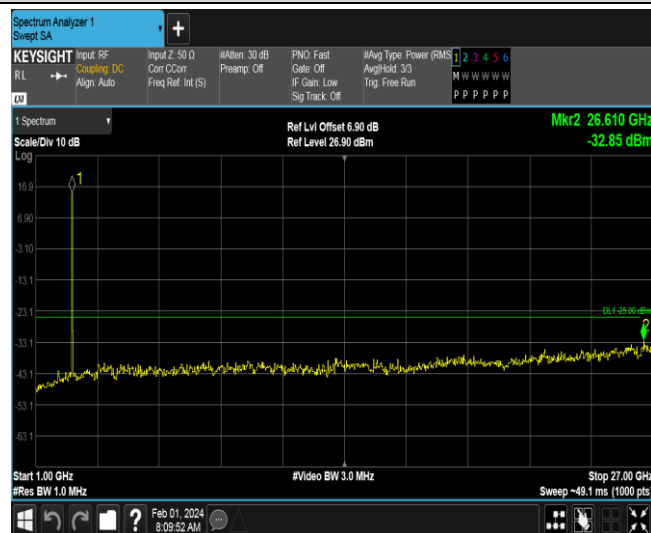 Spectrum Analyzer 1
Swept SA
KEYSIGHT
RL
LXI
Input: RF
Coupling: DC
Align: Auto
Input Z: 50 Ω
Corr CCorr
Freq Ref: Int (S)
#Atten: 30 dB
Preamp: Off
PNO: Fast
Gate: Off
IF Gain: Low
Sig Track: Off
#Avg Type: Power (RMS
Avg|Hold: 3/3
Trig: Free Run
1 2 3 4 5 6
M W W W W W
P P P P P P
1 Spectrum
Scale/Div 10 dB
Log
Ref Lvl Offset 6.90 dB
Ref Level 26.90 dBm
Mkr2 26.610 GHz
-32.85 dBm
1
16.9
6.90
-3.10
-13.1
-23.1
DL1 -25.00 dBm
2
-33.1
-43.1
-53.1
-63.1
Start 1.00 GHz
#Video BW 3.0 MHz
Stop 27.00 GHz
#Res BW 1.0 MHz
Sweep ~49.1 ms (1000 pts)
?
Feb 01, 2024
8:09:52 AM